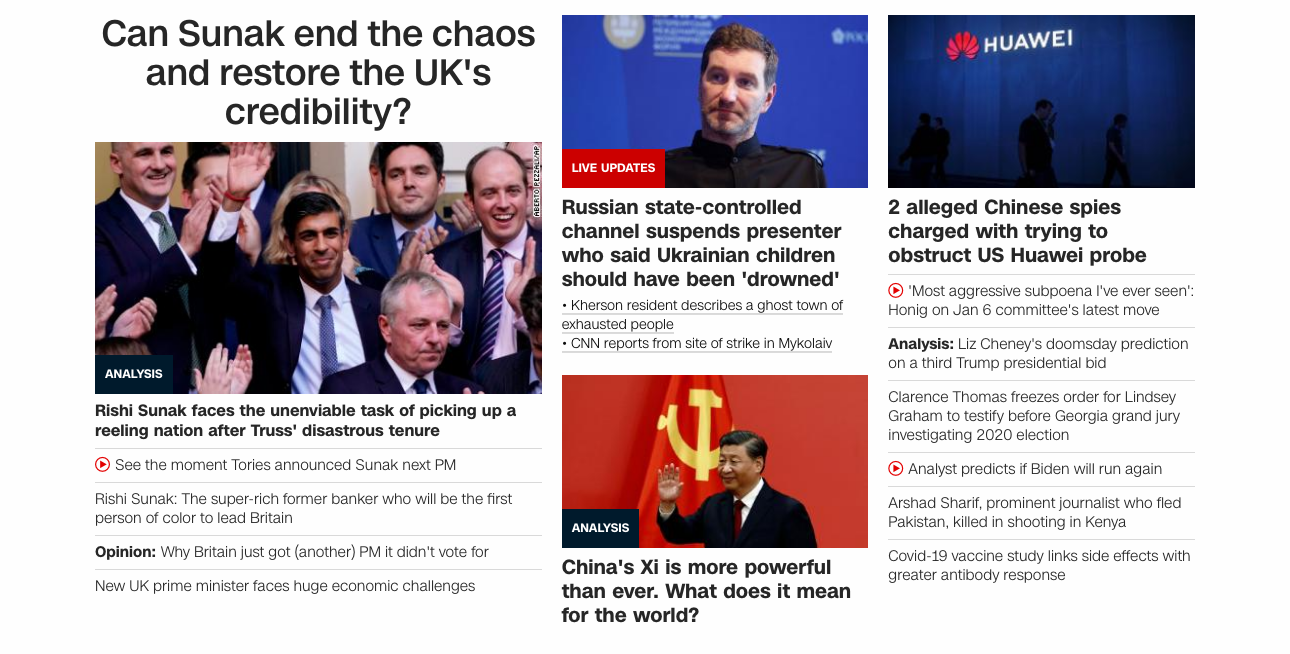 Can Sunak end the chaos
and restore the UK's
credibility?
ABERTO PEZZALI/AP
ANALYSIS
Rishi Sunak faces the unenviable task of picking up a
reeling nation after Truss' disastrous tenure
See the moment Tories announced Sunak next PM
Rishi Sunak: The super-rich former banker who will be the first
person of color to lead Britain
Opinion: Why Britain just got (another) PM it didn't vote for
New UK prime minister faces huge economic challenges
LIVE UPDATES
Russian state-controlled
channel suspends presenter
who said Ukrainian children
should have been 'drowned'
• Kherson resident describes a ghost town of
exhausted people
• CNN reports from site of strike in Mykolaiv
ANALYSIS
China's Xi is more powerful
than ever. What does it mean
for the world?
HUAWEI
2 alleged Chinese spies
charged with trying to
obstruct US Huawei probe
'Most aggressive subpoena I've ever seen':
Honig on Jan 6 committee's latest move
Analysis: Liz Cheney's doomsday prediction
on a third Trump presidential bid
Clarence Thomas freezes order for Lindsey
Graham to testify before Georgia grand jury
investigating 2020 election
Analyst predicts if Biden will run again
Arshad Sharif, prominent journalist who fled
Pakistan, killed in shooting in Kenya
Covid-19 vaccine study links side effects with
greater antibody response